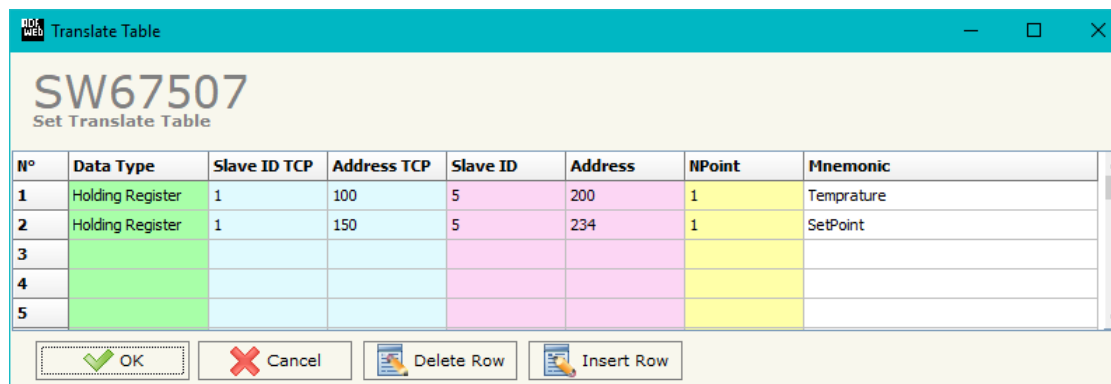 ADF WEB Translate Table
SW67507
Set Translate Table
N° Data Type Slave ID TCP Address TCP Slave ID Address NPoint Mnemonic
1 Holding Register 1 100 5 200 1 Temprature
2 Holding Register 1 150 5 234 1 SetPoint
3
4
5
OK Cancel Delete Row Insert Row